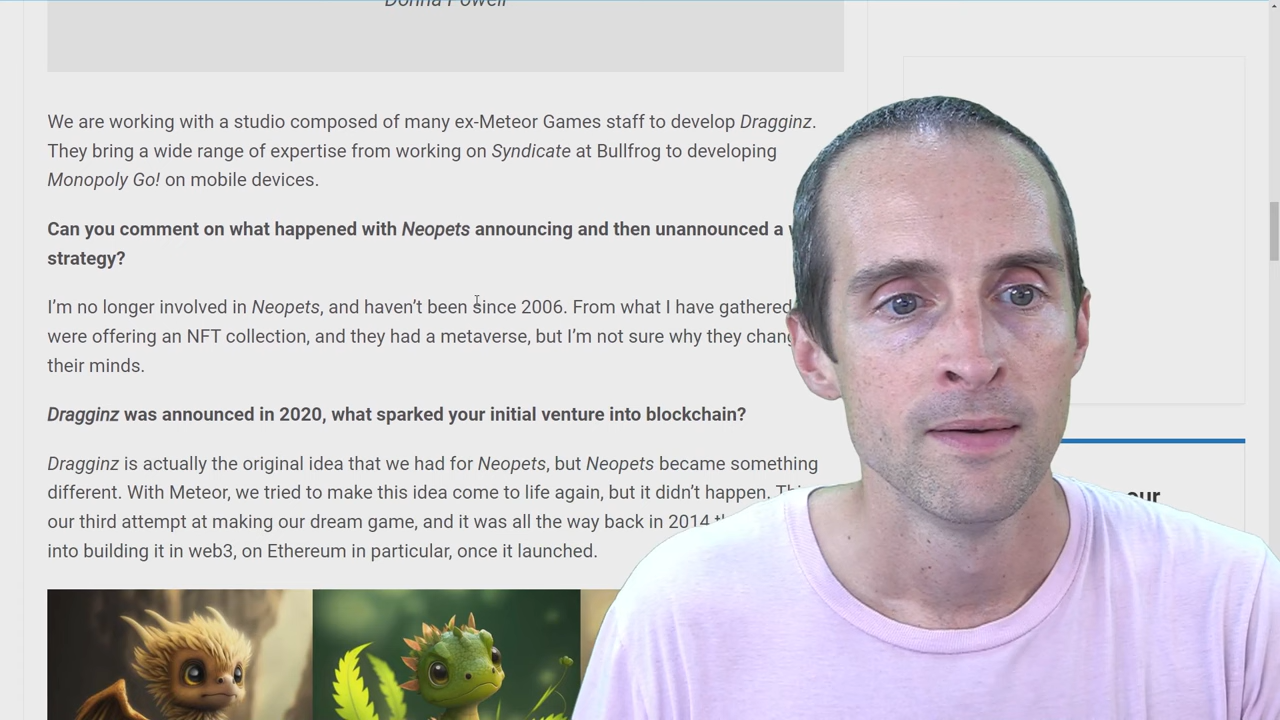 Donna Powell
We are working with a studio composed of many ex-Meteor Games staff to develop Dragginz.
They bring a wide range of expertise from working on Syndicate at Bullfrog to developing
Monopoly Go! on mobile devices.
Can you comment on what happened with Neopets announcing and then unannounced a
strategy?
I’m no longer involved in Neopets, and haven’t been since 2006. From what I have gathered
were offering an NFT collection, and they had a metaverse, but I’m not sure why they
their minds.
Dragginz was announced in 2020, what sparked your initial venture into blockchain?
Dragginz is actually the original idea that we had for Neopets, but Neopets became something
different. With Meteor, we tried to make this idea come to life again, but it didn’t happen.
our third attempt at making our dream game, and it was all the way back in 2014
into building it in web3, on Ethereum in particular, once it launched.